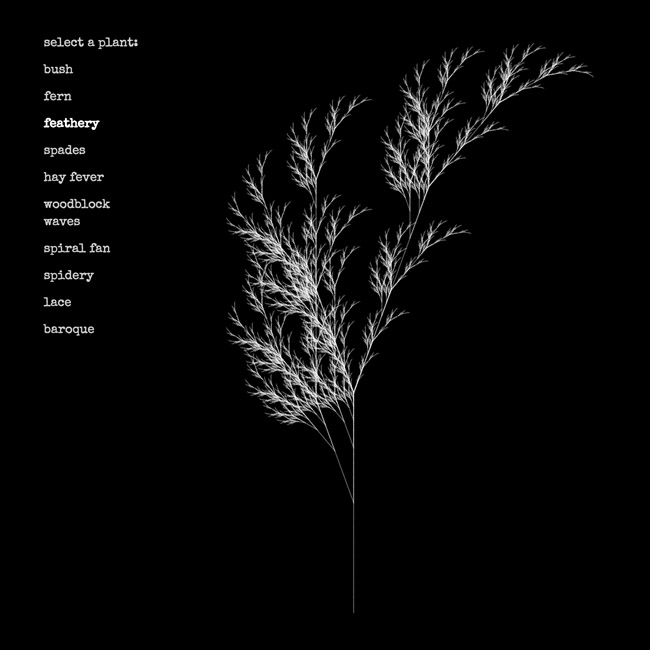 select a plant:
bush
fern
feathery
spades
hay fever
woodblock
waves
spiral fan
spidery
lace
baroque